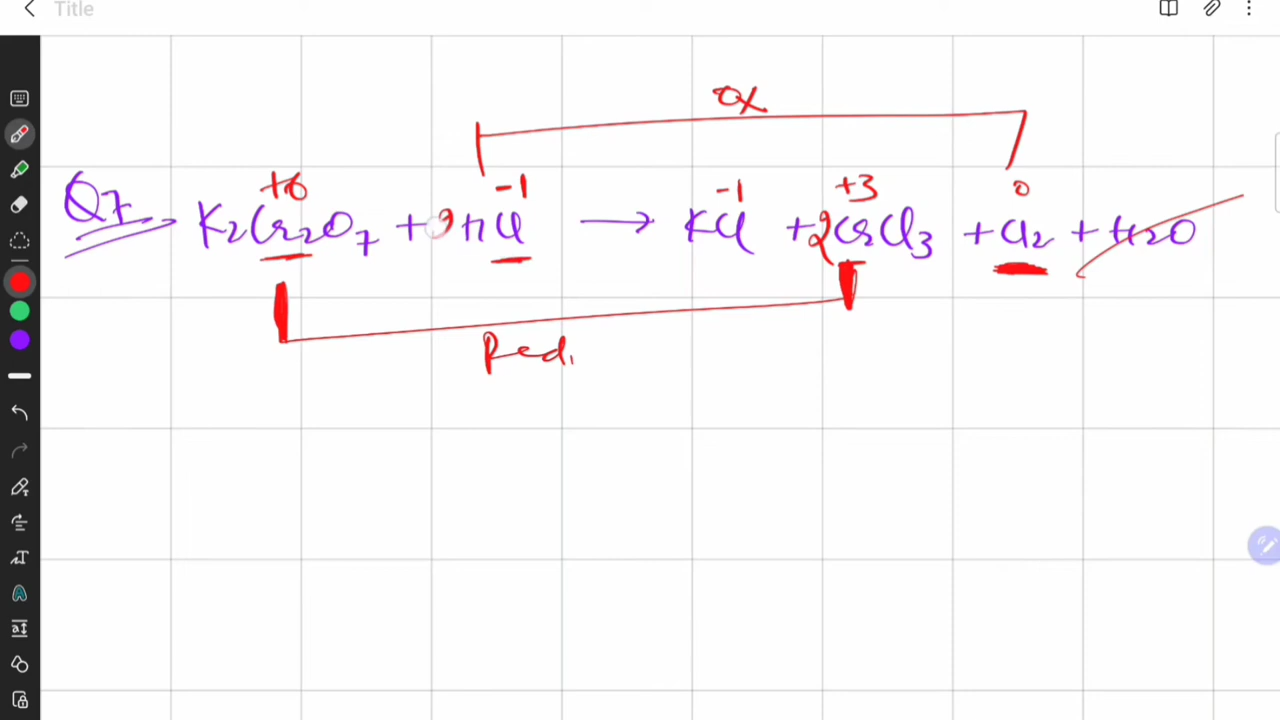 Title
OX
+6 -1 -1 +3 0
Q7 K2Cr2O7 + HCl → KCl + 2CrCl3 + Cl2 + H2O
Red.